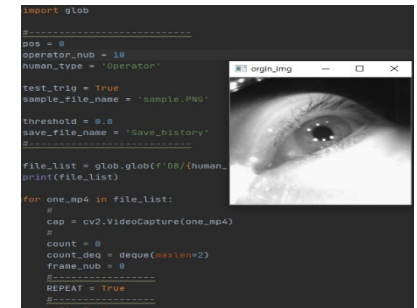 import glob
#--------------------------
pos = 0
operator_nub = 10
human_type = 'Operator'
orgin_img
test_trig = True
sample_file_name = 'sample.PNG'
threshold = 0.8
save_file_name = 'Save_history'
#--------------------------
file_list = glob.glob(f'DB/{human_
print(file_list)
for one_mp4 in file_list:
#
cap = cv2.VideoCapture(one_mp4)
#
count = 0
count_deq = deque(maxlen=2)
frame_nub = 0
#-----------------
REPEAT = True
#-----------------